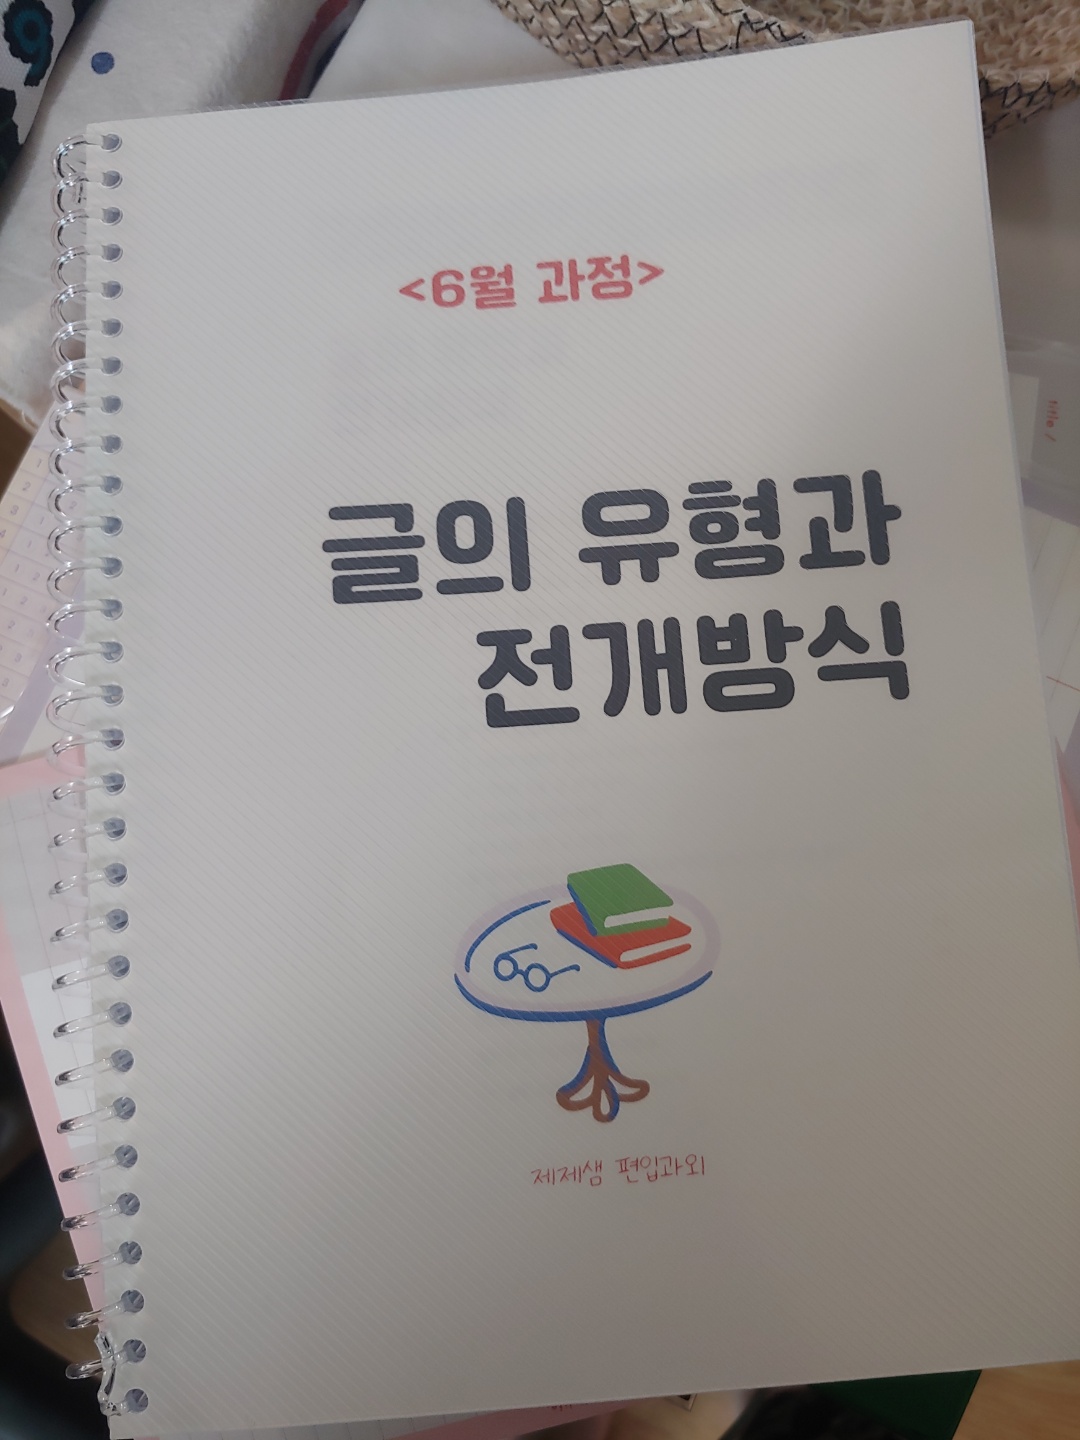 <6월 과정>
글의 유형과
전개방식
제제샘 편입과외
title /